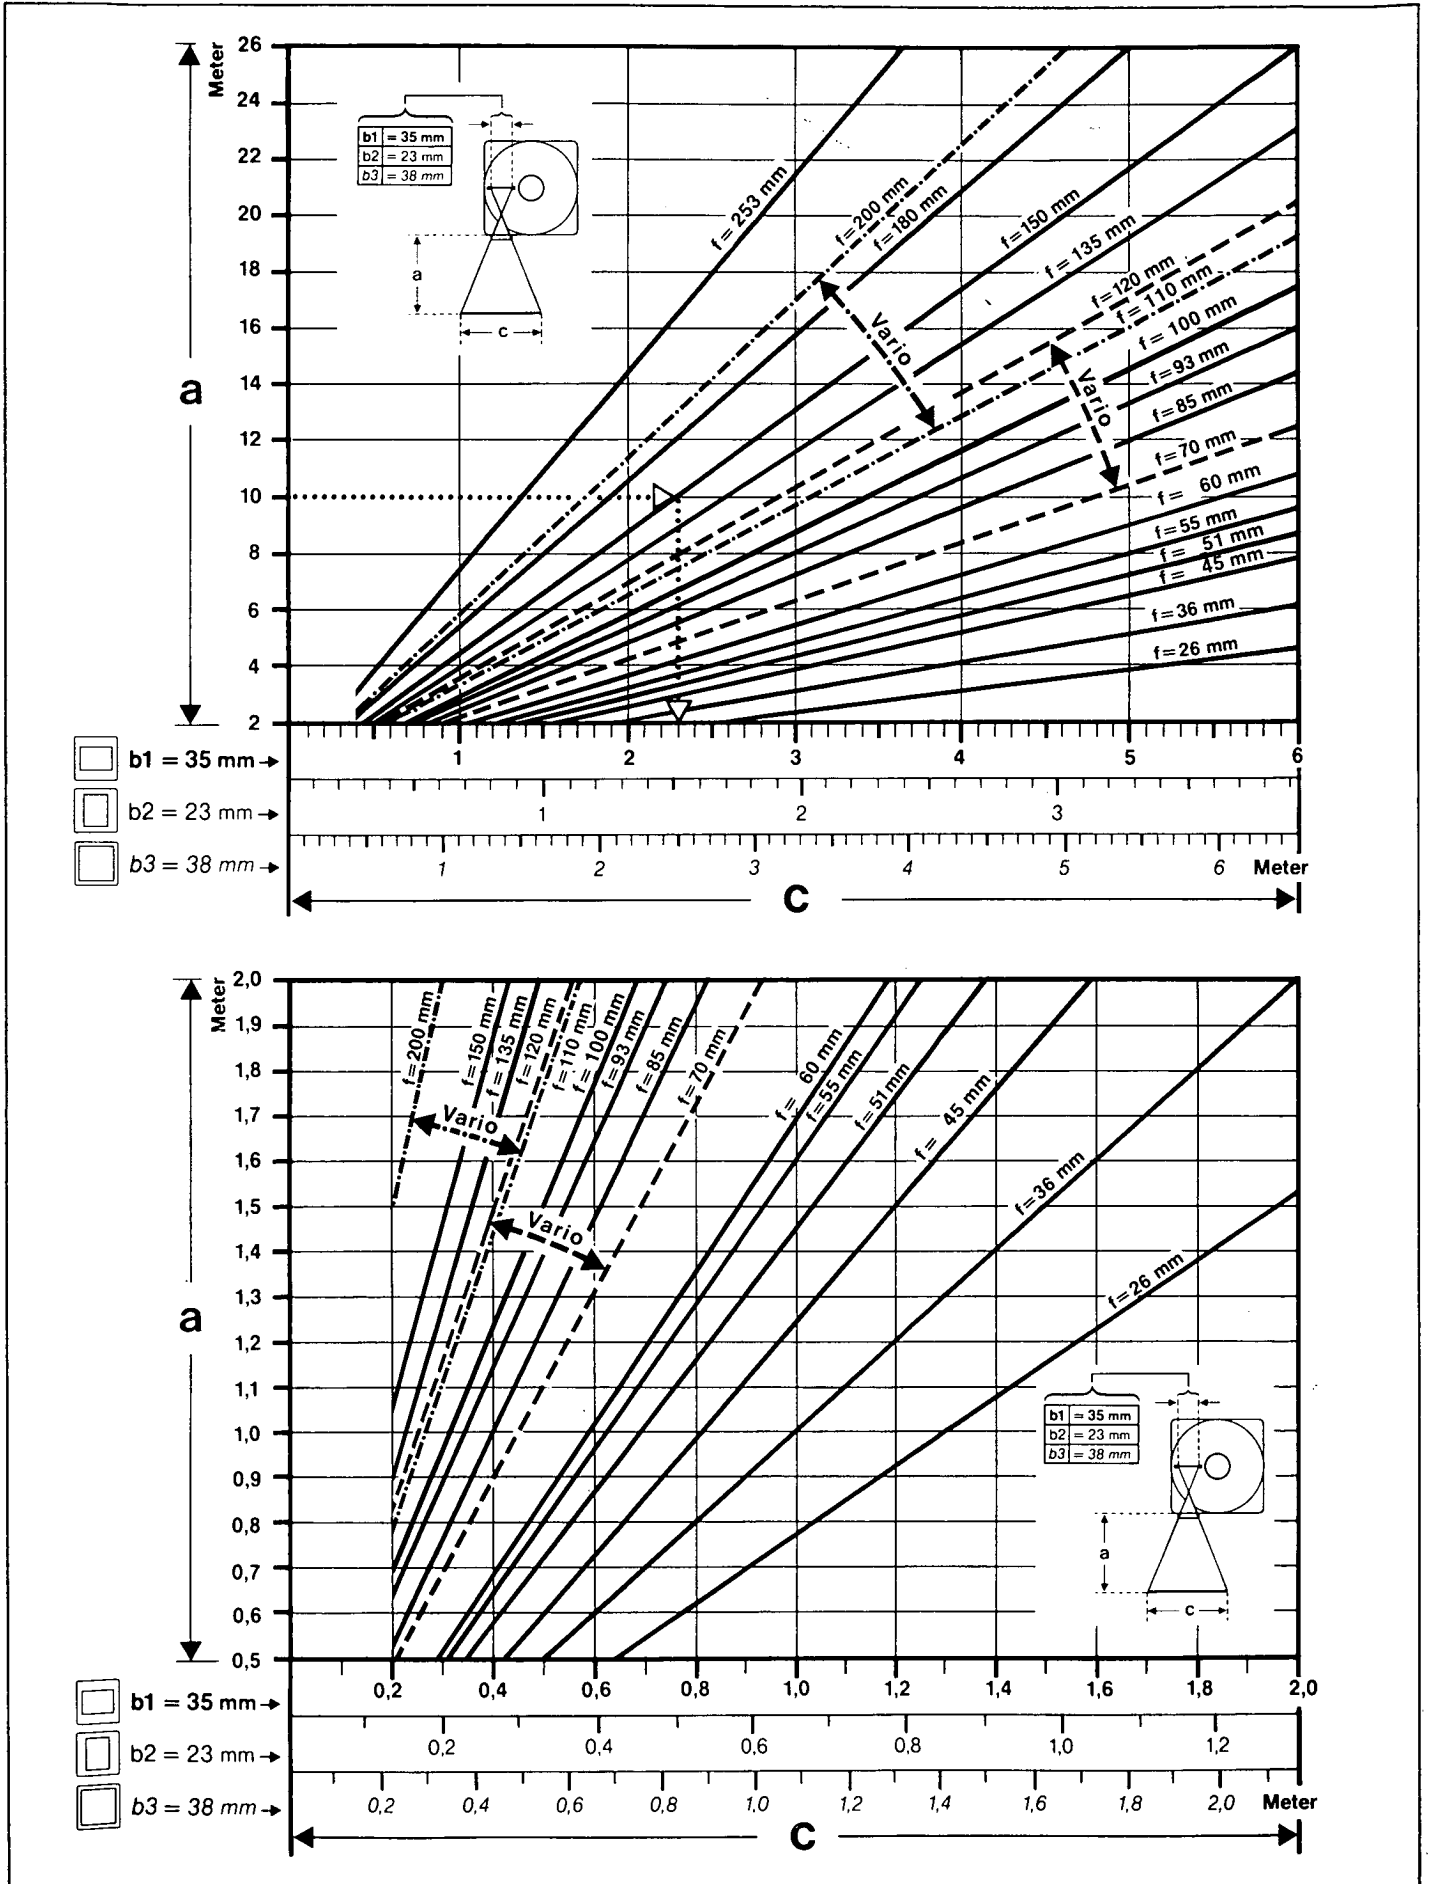 Meter
26
24
22
20
18
16
14
12
10
8
6
4
2
a
b1 = 35 mm
b2 = 23 mm
b3 = 38 mm
a
c
f = 253 mm
f = 200 mm
f = 180 mm
f = 150 mm
f = 135 mm
f = 120 mm
f = 110 mm
f = 100 mm
f = 93 mm
f = 85 mm
f = 70 mm
f = 60 mm
f = 55 mm
f = 51 mm
f = 45 mm
f = 36 mm
f = 26 mm
Vario
Vario
b1 = 35 mm → 1 2 3 4 5 6
b2 = 23 mm → 1 2 3
b3 = 38 mm → 1 2 3 4 5 6 Meter
C
Meter
2,0
1,9
1,8
1,7
1,6
1,5
1,4
1,3
1,2
1,1
1,0
0,9
0,8
0,7
0,6
0,5
a
f = 200 mm
f = 150 mm
f = 135 mm
f = 120 mm
f = 110 mm
f = 100 mm
f = 93 mm
f = 85 mm
f = 70 mm
f = 60 mm
f = 55 mm
f = 51 mm
f = 45 mm
f = 36 mm
f = 26 mm
Vario
Vario
b1 = 35 mm
b2 = 23 mm
b3 = 38 mm
a
c
b1 = 35 mm → 0,2 0,4 0,6 0,8 1,0 1,2 1,4 1,6 1,8 2,0
b2 = 23 mm → 0,2 0,4 0,6 0,8 1,0 1,2
b3 = 38 mm → 0,2 0,4 0,6 0,8 1,0 1,2 1,4 1,6 1,8 2,0 Meter
C